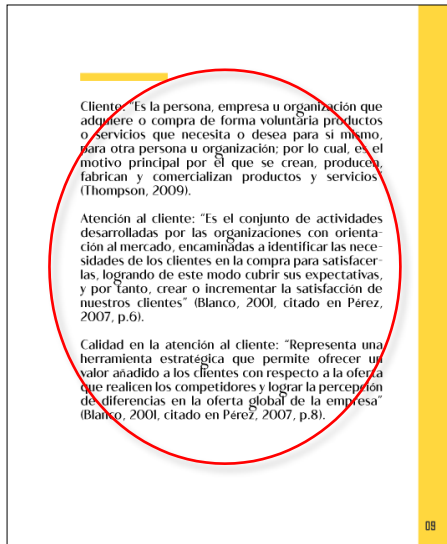 Cliente: “Es la persona, empresa u organización que
adquiere o compra de forma voluntaria productos
o servicios que necesita o desea para sí mismo,
para otra persona u organización; por lo cual, es el
motivo principal por el que se crean, producen,
fabrican y comercializan productos y servicios”
(Thompson, 2009).
Atención al cliente: “Es el conjunto de actividades
desarrolladas por las organizaciones con orienta-
ción al mercado, encaminadas a identificar las nece-
sidades de los clientes en la compra para satisfacer-
las, logrando de este modo cubrir sus expectativas,
y por tanto, crear o incrementar la satisfacción de
nuestros clientes” (Blanco, 2001, citado en Pérez,
2007, p.6).
Calidad en la atención al cliente: “Representa una
herramienta estratégica que permite ofrecer un
valor añadido a los clientes con respecto a la oferta
que realicen los competidores y lograr la percepción
de diferencias en la oferta global de la empresa”
(Blanco, 2001, citado en Pérez, 2007, p.8).
09